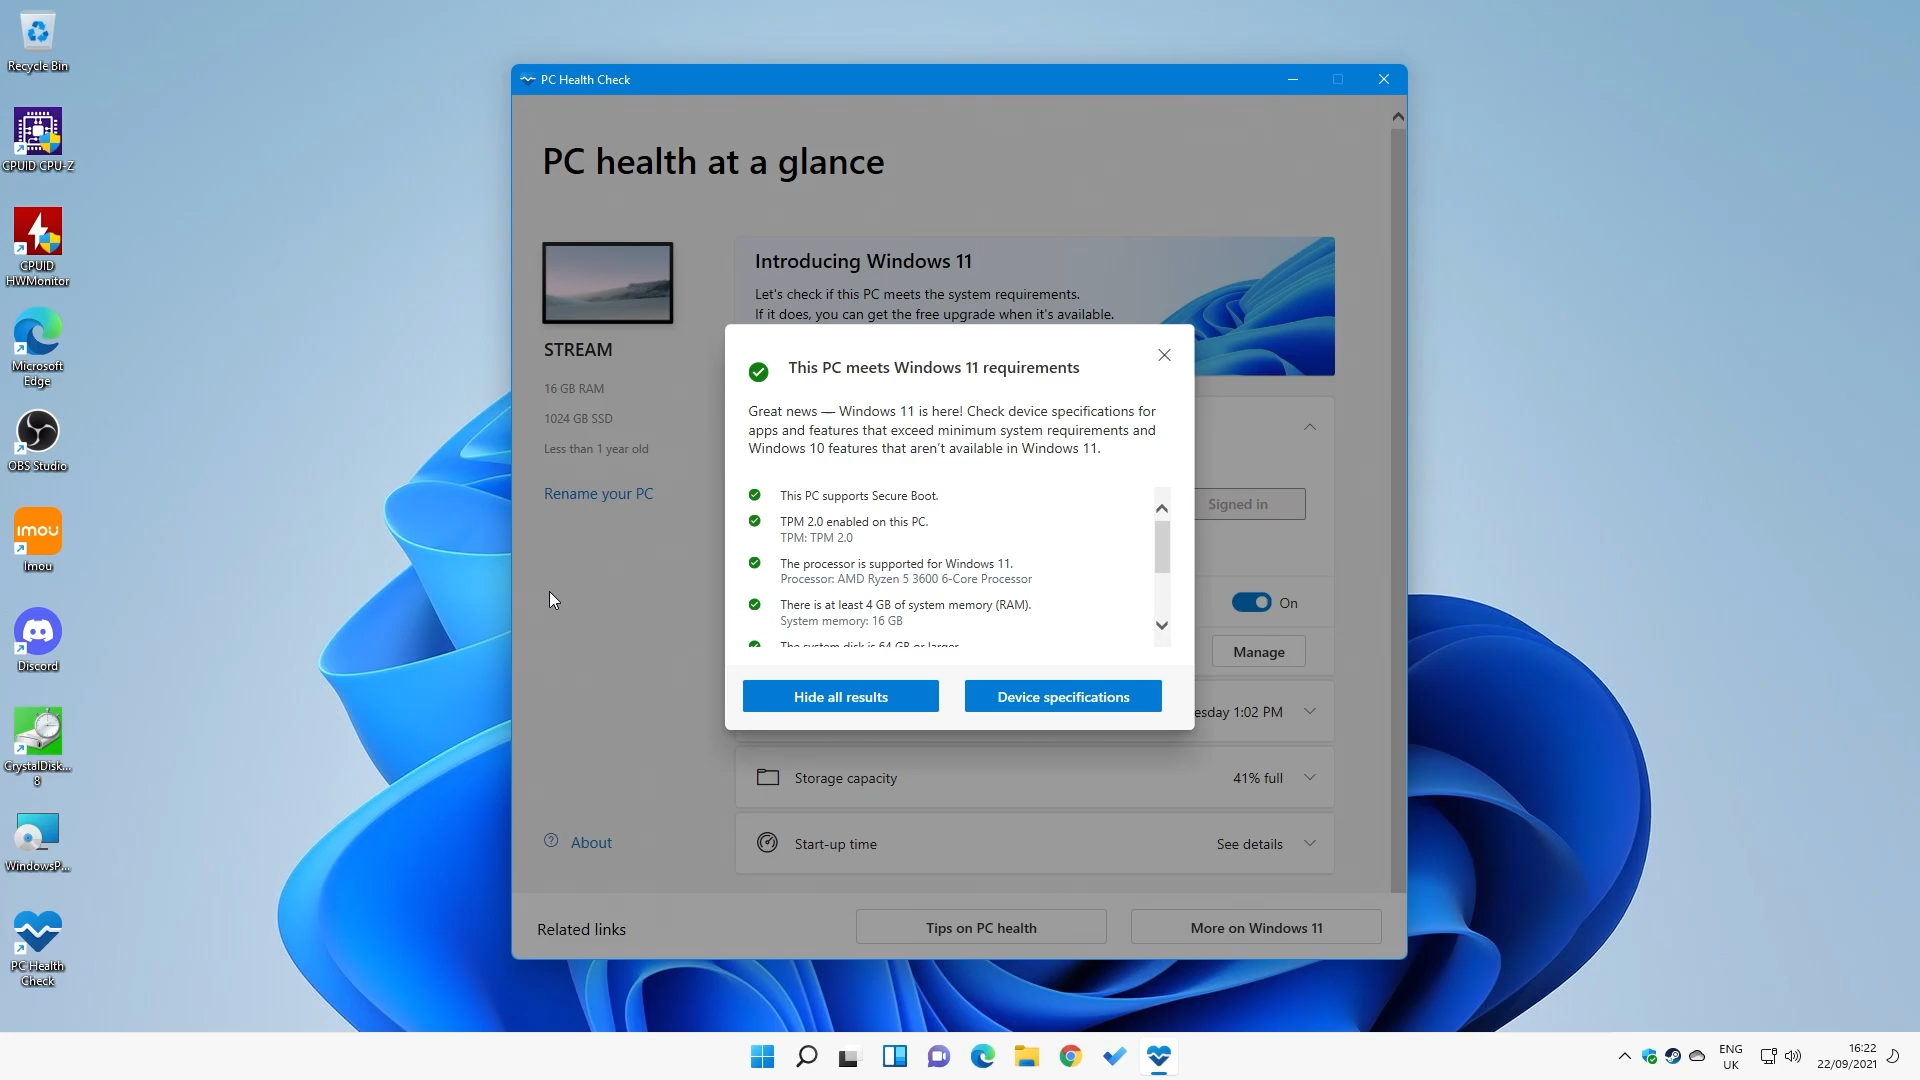 Recycle Bin
CPUID CPU-Z
CPUID
HWMonitor
Microsoft
Edge
OBS Studio
imou
Imou
Discord
CrystalDisk...
8
WindowsP...
PC Health
Check
PC Health Check
PC health at a glance
STREAM
16 GB RAM
1024 GB SSD
Less than 1 year old
Rename your PC
About
Introducing Windows 11
Let's check if this PC meets the system requirements.
If it does, you can get the free upgrade when it's available.
This PC meets Windows 11 requirements
Great news — Windows 11 is here! Check device specifications for
apps and features that exceed minimum system requirements and
Windows 10 features that aren't available in Windows 11.
This PC supports Secure Boot.
TPM 2.0 enabled on this PC.
TPM: TPM 2.0
The processor is supported for Windows 11.
Processor: AMD Ryzen 5 3600 6-Core Processor
There is at least 4 GB of system memory (RAM).
System memory: 16 GB
The system disk is 64 GB or larger.
Hide all results
Device specifications
Signed in
On
Manage
esday 1:02 PM
Storage capacity
41% full
Start-up time
See details
Related links
Tips on PC health
More on Windows 11
ENG
UK
16:22
22/09/2021